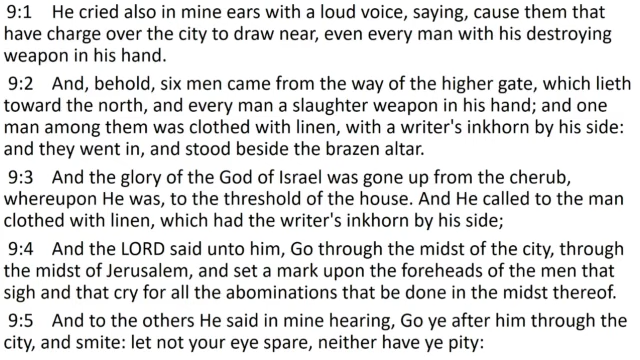 9:1 He cried also in mine ears with a loud voice, saying, cause them that
have charge over the city to draw near, even every man with his destroying
weapon in his hand.
9:2 And, behold, six men came from the way of the higher gate, which lieth
toward the north, and every man a slaughter weapon in his hand; and one
man among them was clothed with linen, with a writer's inkhorn by his side:
and they went in, and stood beside the brazen altar.
9:3 And the glory of the God of Israel was gone up from the cherub,
whereupon He was, to the threshold of the house. And He called to the man
clothed with linen, which had the writer's inkhorn by his side;
9:4 And the LORD said unto him, Go through the midst of the city, through
the midst of Jerusalem, and set a mark upon the foreheads of the men that
sigh and that cry for all the abominations that be done in the midst thereof.
9:5 And to the others He said in mine hearing, Go ye after him through the
city, and smite: let not your eye spare, neither have ye pity: